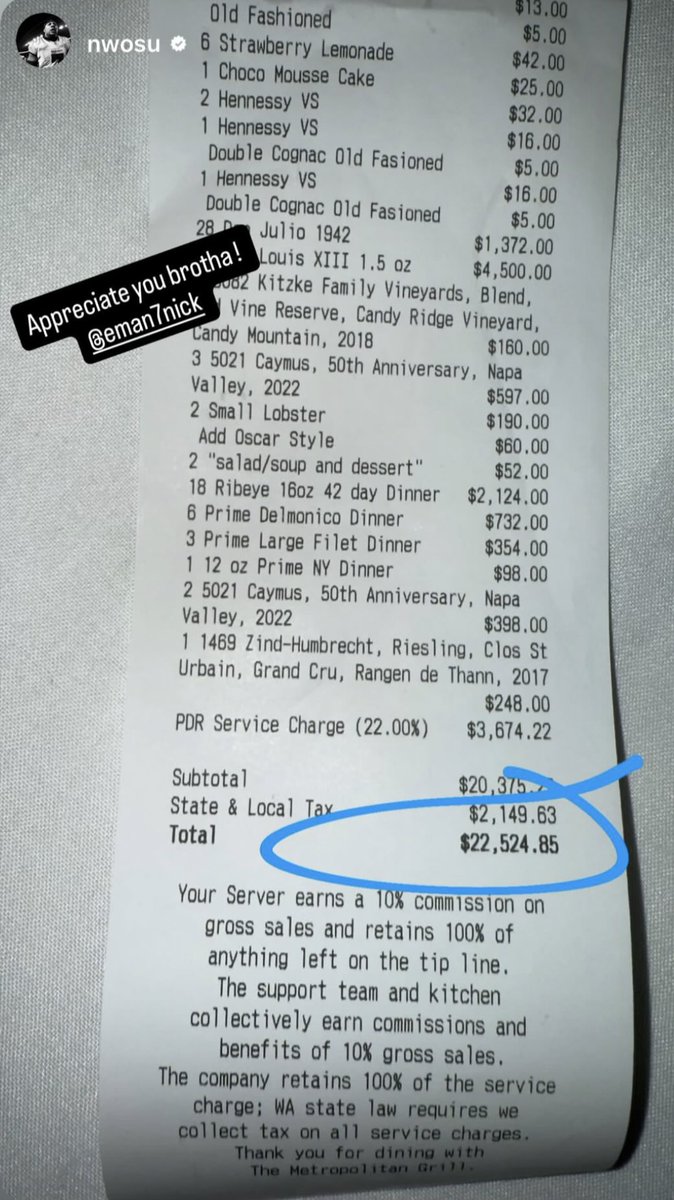 nwosu
$13.00
Old Fashioned $5.00
6 Strawberry Lemonade $42.00
1 Choco Mousse Cake $25.00
2 Hennessy VS $32.00
1 Hennessy VS $16.00
Double Cognac Old Fasioned $5.00
1 Hennessy VS $16.00
Double Cognac Old Fasioned $5.00
28 Julio 1942 $1,372.00
Louis XIII 1.5 oz $4,500.00
Appreciate you brotha!
@eman7nick
Kitzke Family Vineyards, Blend,
Vine Reserve, Candy Ridge Vineyard,
Candy Mountain, 2018 $160.00
3 5021 Caymus, 50th Anniversary, Napa
Valley, 2022 $597.00
2 Small Lobster $190.00
Add Oscar Style $60.00
2 "salad/soup and dessert" $52.00
18 Ribeye 16oz 42 day Dinner $2,124.00
6 Prime Delmonico Dinner $732.00
3 Prime Large Filet Dinner $354.00
1 12 oz Prime NY Dinner $98.00
2 5021 Caymus, 50th Anniversary, Napa
Valley, 2022 $398.00
1 1469 Zind-Humbrecht, Riesling, Clos St
Urbain, Grand Cru, Rangen de Thann, 2017
$248.00
PDR Service Charge (22.00%) $3,674.22
Subtotal
State & Local Tax $2,149.63
Total $22,524.85
Your Server earns a 10% commission on
gross sales and retains 100% of
anything left on the tip line.
The support team and kitchen
collectively earn commissions and
benefits of 10% gross sales.
The company retains 100% of the service
charge; WA state law requires we
collect tax on all service charges.
Thank you for dining with
The Metropolitan Grill.